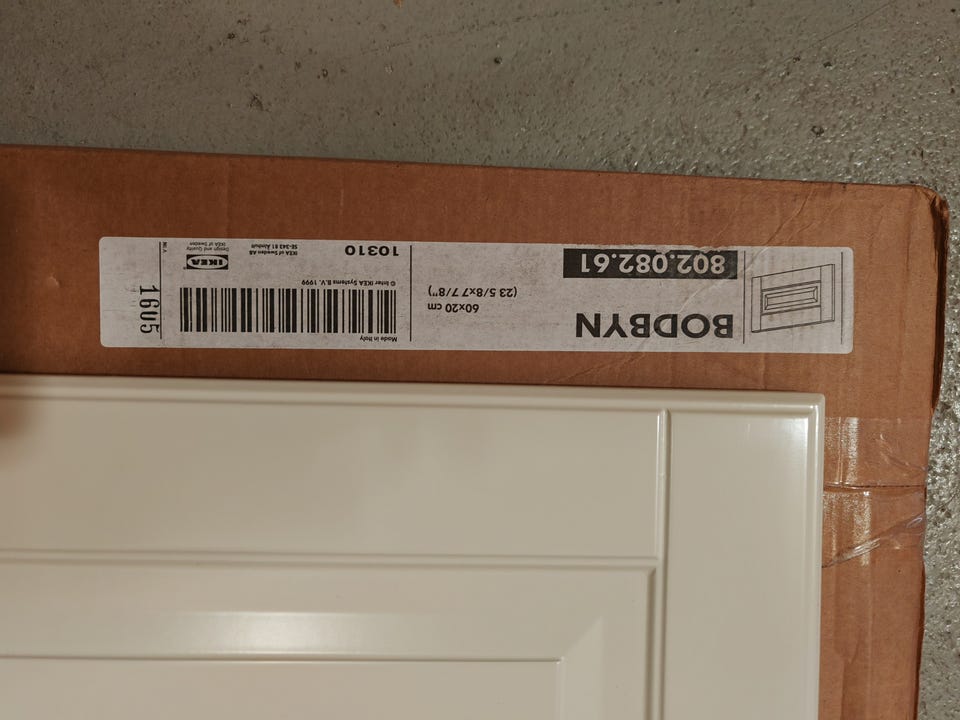 BODBYN
60x20 cm
(23 5/8x7 7/8")
802.082.61
Made in Italy
© Inter IKEA Systems B.V. 1999
10310
IKEA of Sweden AB
SE-343 81 Älmhult
IKEA
Design and Quality
IKEA of Sweden
1605